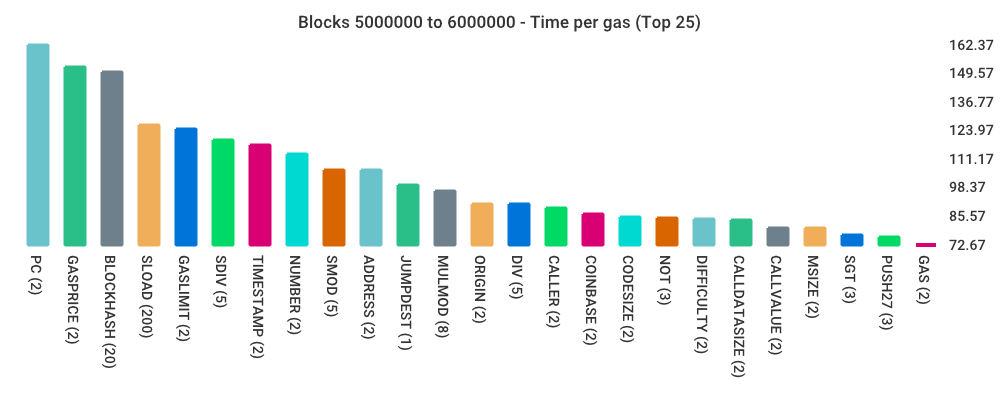 Blocks 5000000 to 6000000 - Time per gas (Top 25)
162.37
149.57
136.77
123.97
111.17
98.37
85.57
72.67
PC (2)
GASPRICE (2)
BLOCKHASH (20)
SLOAD (200)
GASLIMIT (2)
SDIV (5)
TIMESTAMP (2)
NUMBER (2)
SMOD (5)
ADDRESS (2)
JUMPDEST (1)
MULMOD (8)
ORIGIN (2)
DIV (5)
CALLER (2)
COINBASE (2)
CODESIZE (2)
NOT (3)
DIFFICULTY (2)
CALLDATASIZE (2)
CALLVALUE (2)
MSIZE (2)
SGT (3)
PUSH27 (3)
GAS (2)